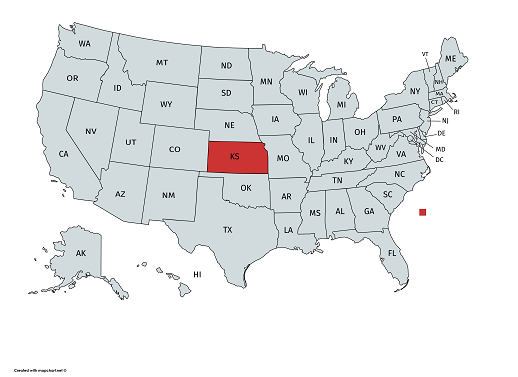 WA
MT
ND
MN
VT
ME
OR
ID
SD
WI
MI
NY
NH
MA
CT
RI
WY
IA
PA
NJ
NE
OH
DE
NV
UT
CO
KS
MO
IL
IN
WV
VA
MD
DC
CA
KY
AZ
NM
OK
AR
TN
NC
SC
TX
LA
MS
AL
GA
FL
AK
HI
Created with mapchart.net ©